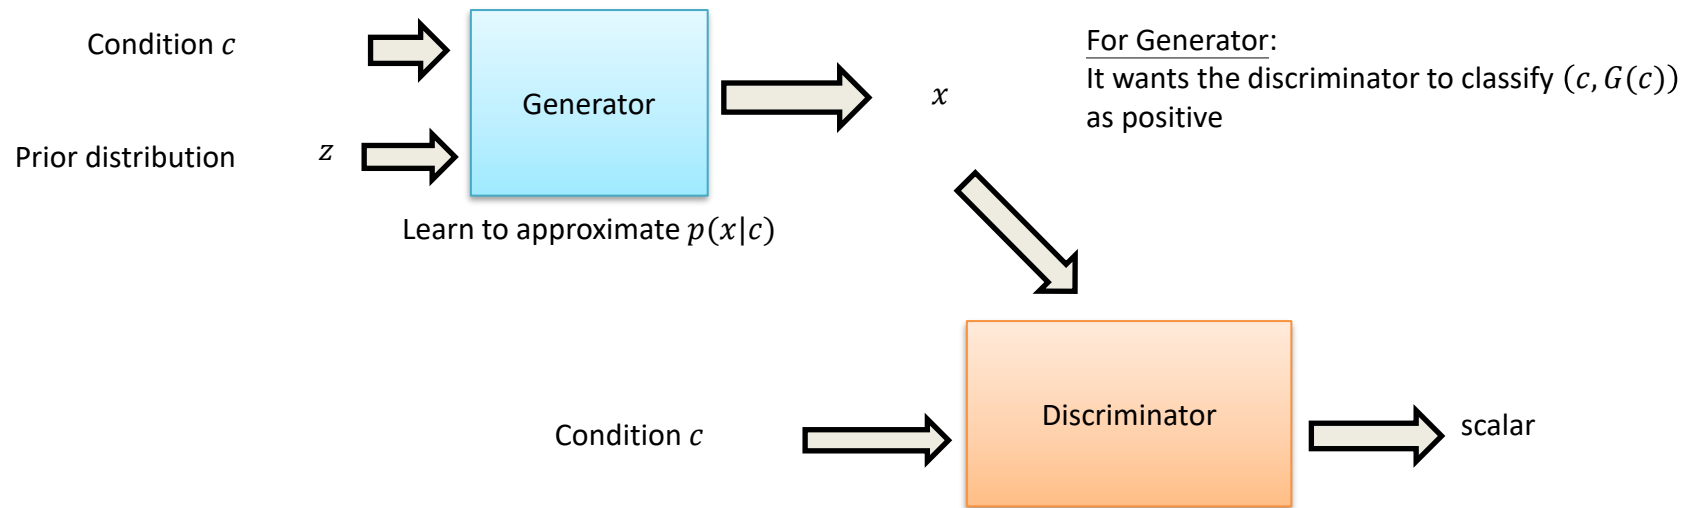 Condition c
Generator
x
For Generator:
It wants the discriminator to classify (c, G(c))
as positive
Prior distribution z
Learn to approximate p(x|c)
Condition c
Discriminator
scalar